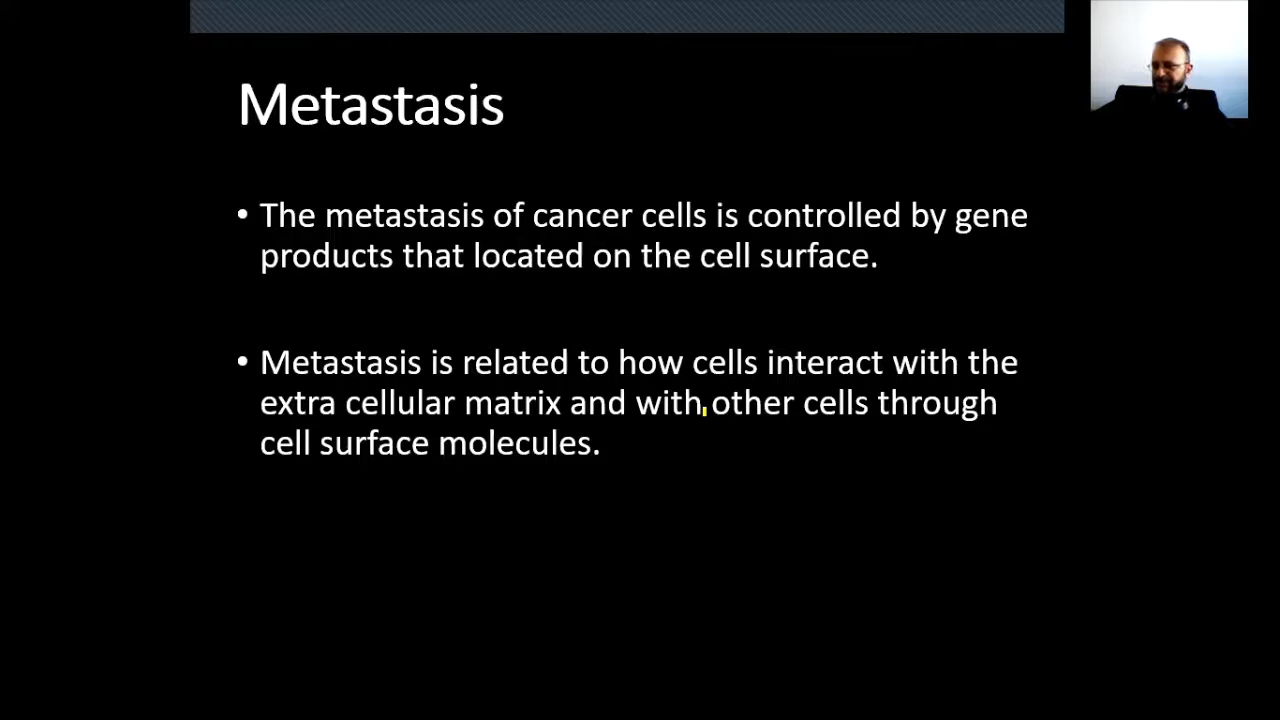 Metastasis
• The metastasis of cancer cells is controlled by gene
products that located on the cell surface.
• Metastasis is related to how cells interact with the
extra cellular matrix and with other cells through
cell surface molecules.